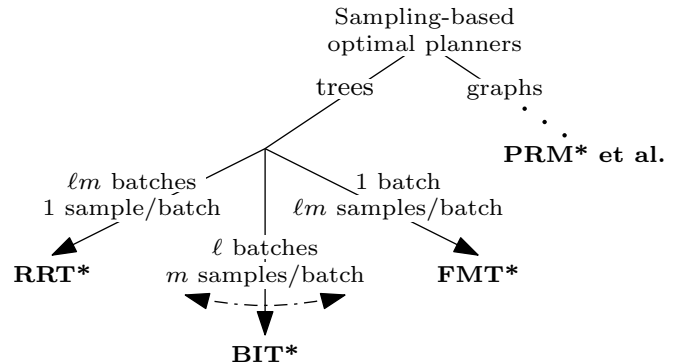 Sampling-based
optimal planners
trees
graphs
PRM* et al.
ℓm batches
1 sample/batch
1 batch
ℓm samples/batch
ℓ batches
m samples/batch
RRT*
FMT*
BIT*